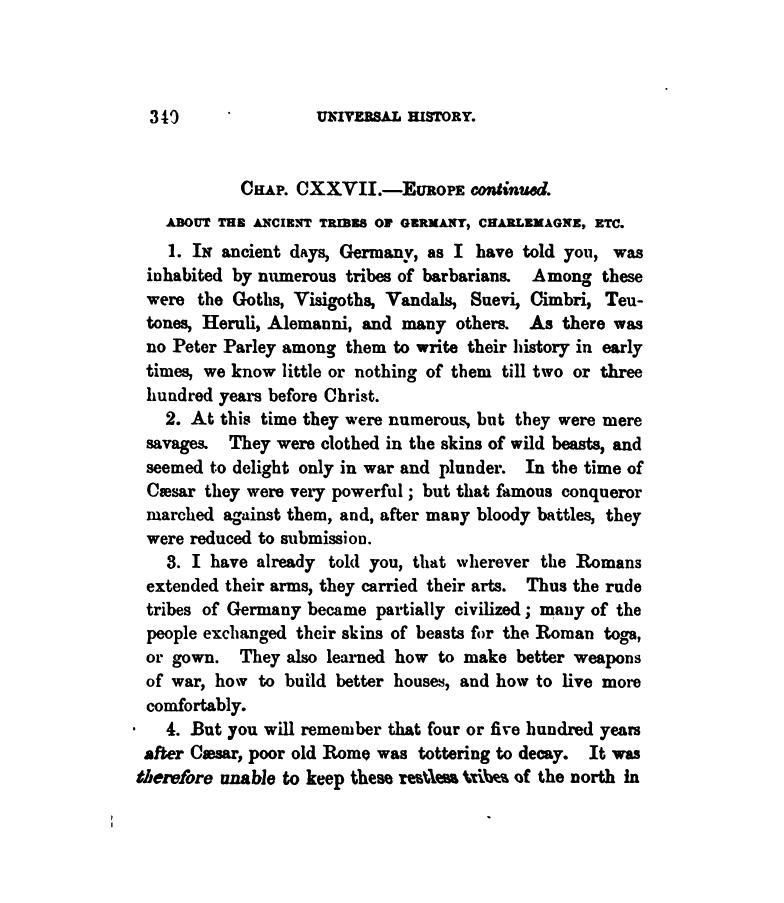 340 UNIVERSAL HISTORY.
CHAP. CXXVII.—EUROPE continued.
ABOUT THE ANCIENT TRIBES OF GERMANY, CHARLEMAGNE, ETC.
1. IN ancient days, Germany, as I have told you, was
inhabited by numerous tribes of barbarians. Among these
were the Goths, Visigoths, Vandals, Suevi, Cimbri, Teu-
tones, Heruli, Alemanni, and many others. As there was
no Peter Parley among them to write their history in early
times, we know little or nothing of them till two or three
hundred years before Christ.
2. At this time they were numerous, but they were mere
savages. They were clothed in the skins of wild beasts, and
seemed to delight only in war and plunder. In the time of
Cæsar they were very powerful; but that famous conqueror
marched against them, and, after many bloody battles, they
were reduced to submission.
3. I have already told you, that wherever the Romans
extended their arms, they carried their arts. Thus the rude
tribes of Germany became partially civilized; many of the
people exchanged their skins of beasts for the Roman toga,
or gown. They also learned how to make better weapons
of war, how to build better houses, and how to live more
comfortably.
4. But you will remember that four or five hundred years
after Cæsar, poor old Rome was tottering to decay. It was
therefore unable to keep these restless tribes of the north in